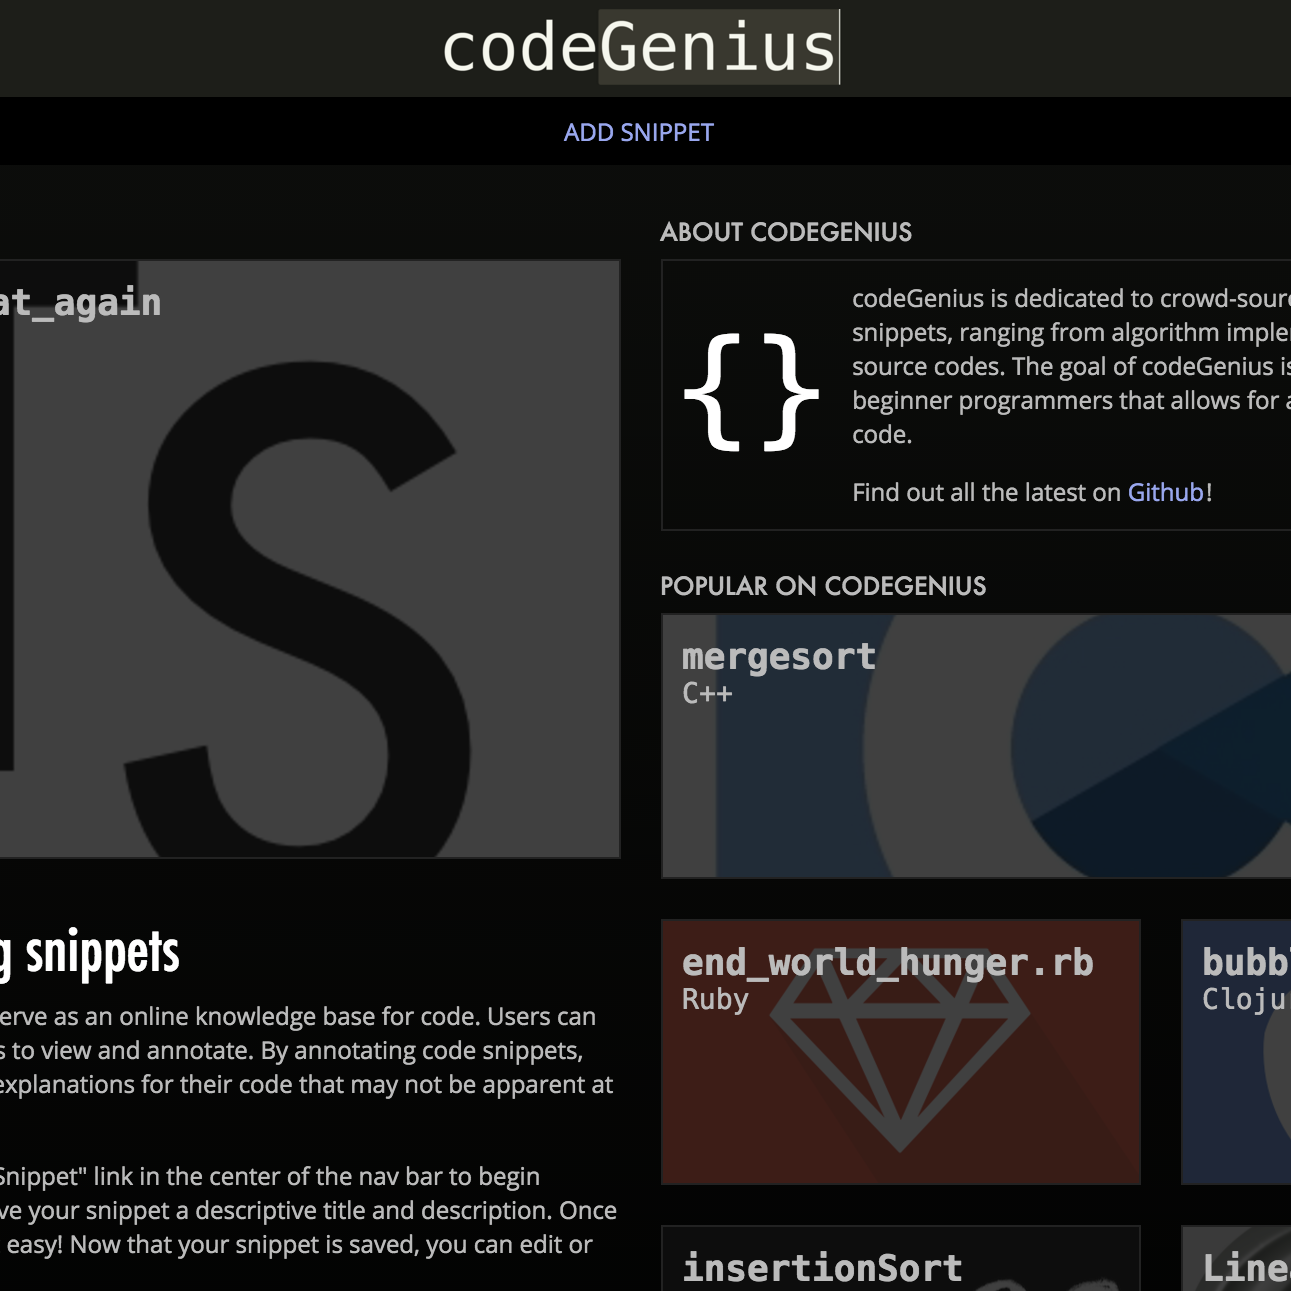 codeGenius
ADD SNIPPET
at_again
S
g snippets
erve as an online knowledge base for code. Users can
s to view and annotate. By annotating code snippets,
explanations for their code that may not be apparent at
Snippet" link in the center of the nav bar to begin
ve your snippet a descriptive title and description. Once
easy! Now that your snippet is saved, you can edit or
ABOUT CODEGENIUS
{}
codeGenius is dedicated to crowd-sour
snippets, ranging from algorithm imple
source codes. The goal of codeGenius is
beginner programmers that allows for a
code.
Find out all the latest on Github!
POPULAR ON CODEGENIUS
mergesort
C++
end_world_hunger.rb
Ruby
bubb
Cloju
insertionSort
Line